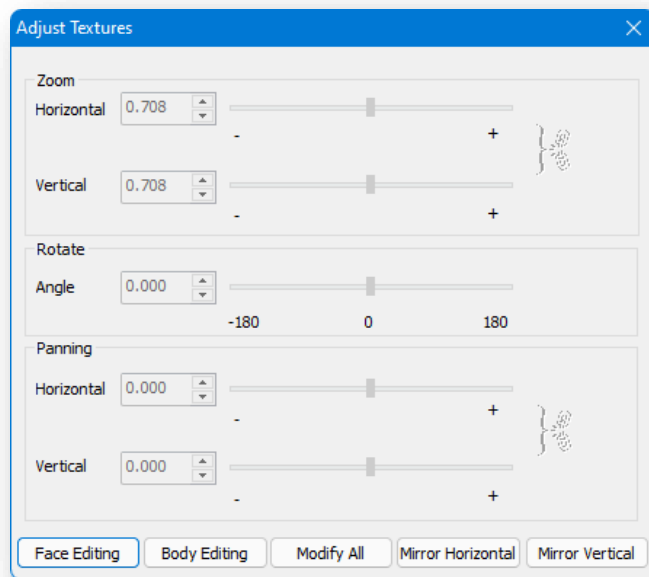 Adjust Textures
Zoom
Horizontal 0.708
- +
Vertical 0.708
- +
Rotate
Angle 0.000
-180 0 180
Panning
Horizontal 0.000
- +
Vertical 0.000
- +
Face Editing Body Editing Modify All Mirror Horizontal Mirror Vertical